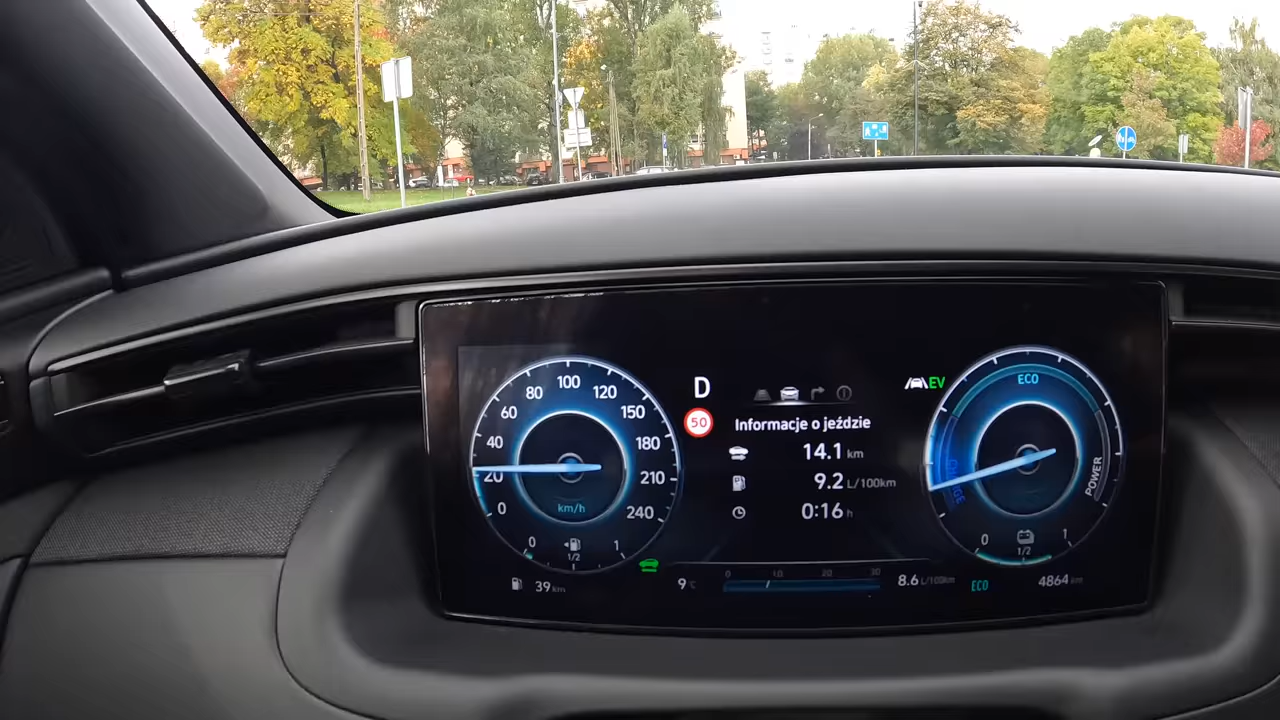 D
EV
50
Informacje o jeździe
14.1 km
9.2 L/100km
0:16 h
0 20 40 60 80 100 120 150 180 210 240
km/h
0 1/2 1
39 km
9 °C
0 10 20 30
8.6 L/100km
ECO
CHARGE
POWER
0 1/2 1
ECO
4864 km